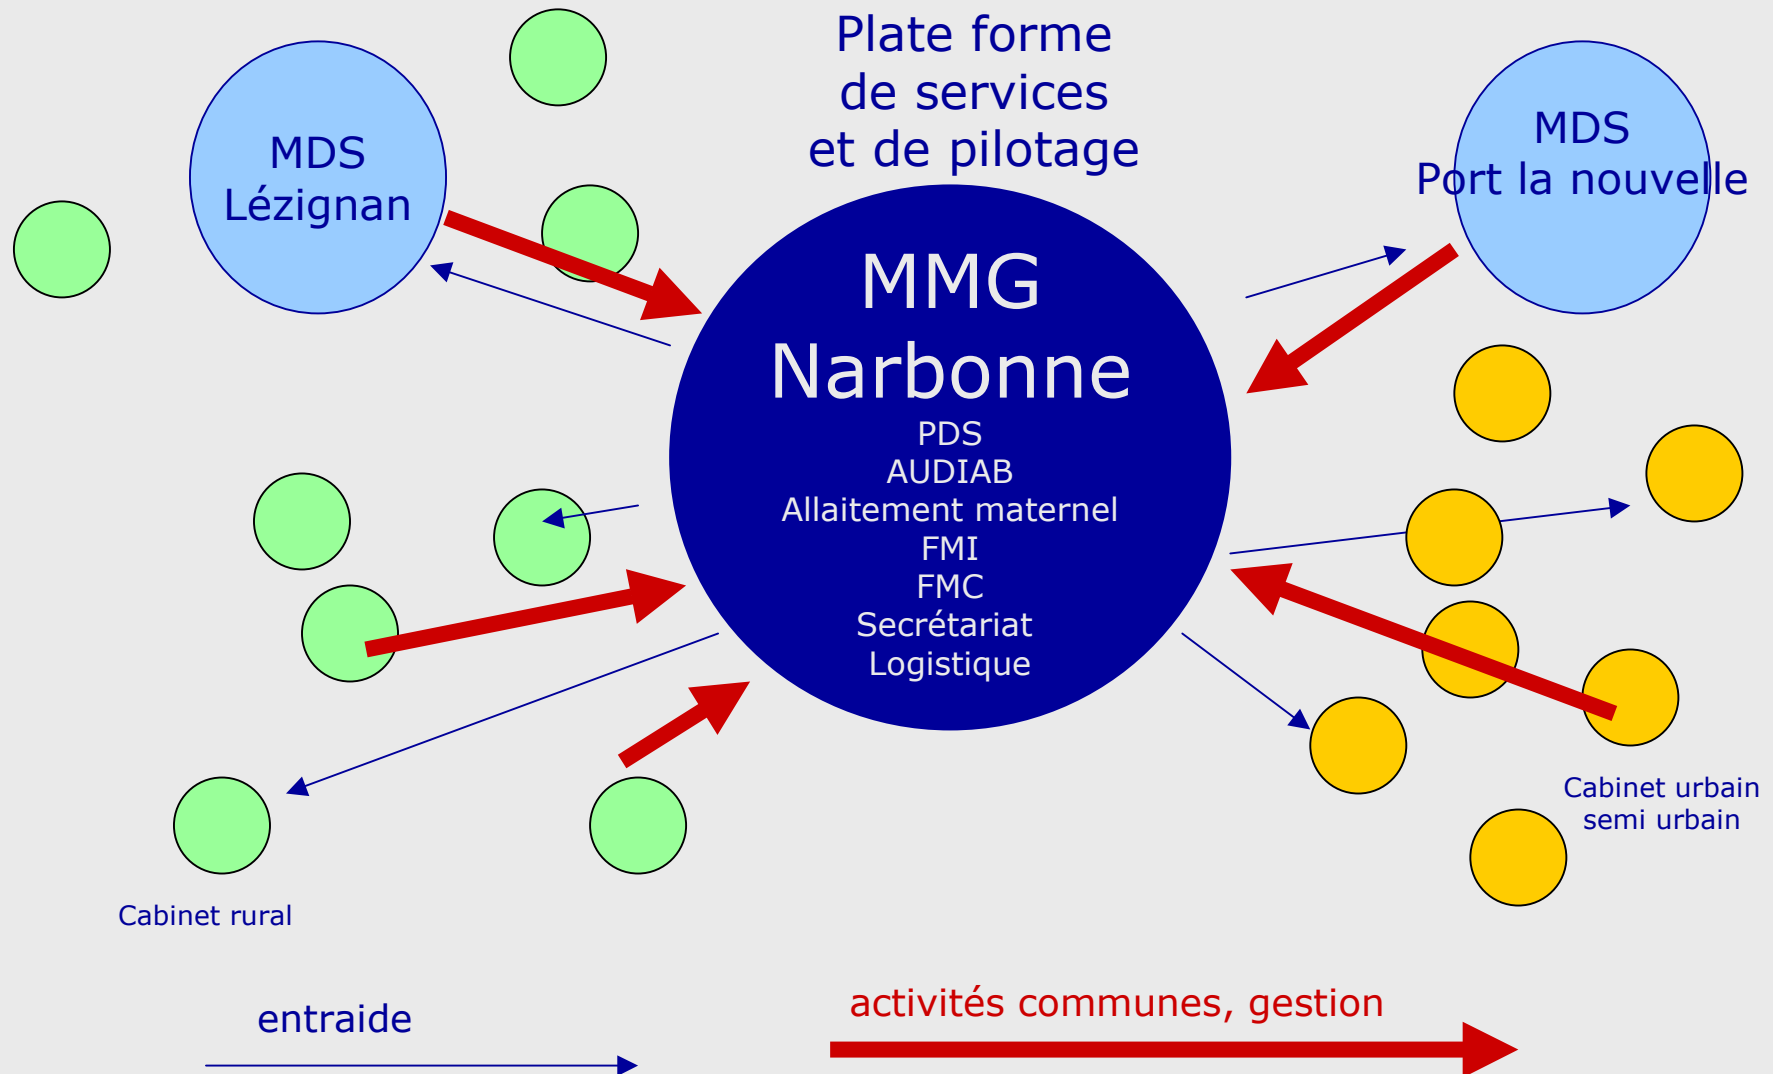 Plate forme
de services
et de pilotage
MDS
Lézignan
MDS
Port la nouvelle
MMG
Narbonne
PDS
AUDIAB
Allaitement maternel
FMI
FMC
Secrétariat
Logistique
Cabinet urbain
semi urbain
Cabinet rural
entraide
activités communes, gestion